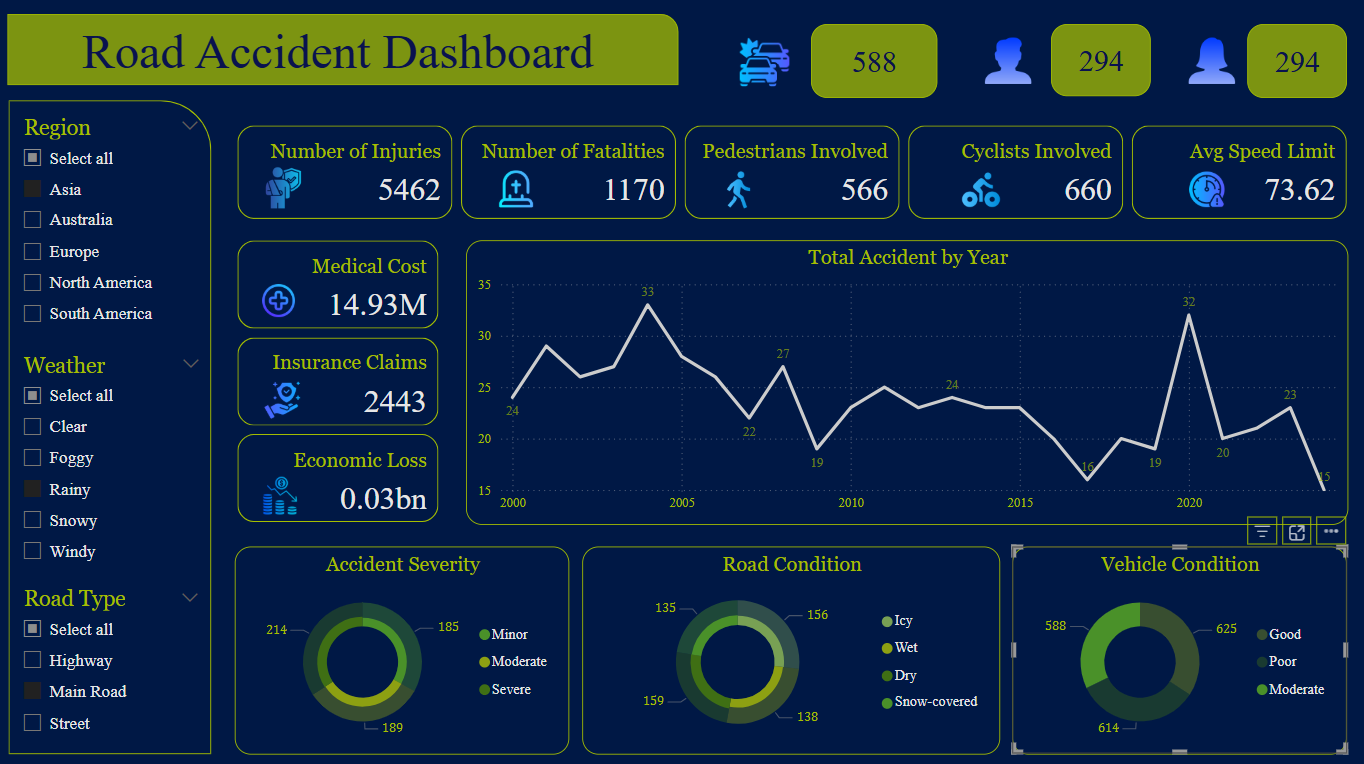 Road Accident Dashboard
588
294
294
Region
Select all
Asia
Australia
Europe
North America
South America
Weather
Select all
Clear
Foggy
Rainy
Snowy
Windy
Road Type
Select all
Highway
Main Road
Street
Number of Injuries
5462
Number of Fatalities
1170
Pedestrians Involved
566
Cyclists Involved
660
Avg Speed Limit
73.62
Medical Cost
14.93M
Insurance Claims
2443
Economic Loss
0.03bn
Total Accident by Year
35
30
25
20
15
24
33
22
27
19
24
16
19
32
20
23
15
2000
2005
2010
2015
2020
Accident Severity
214
185
189
Minor
Moderate
Severe
Road Condition
135
156
159
138
Icy
Wet
Dry
Snow-covered
Vehicle Condition
588
625
614
Good
Poor
Moderate